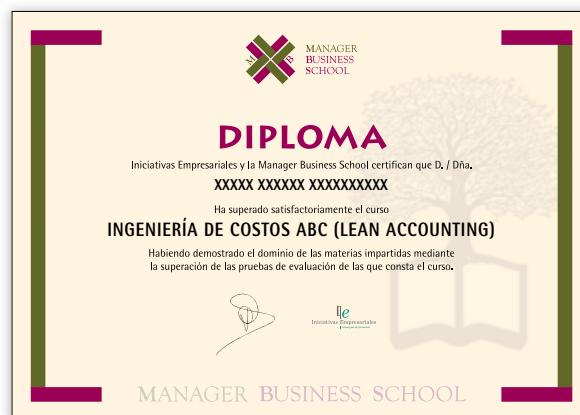 M B
MANAGER
BUSINESS
SCHOOL
DIPLOMA
Iniciativas Empresariales y la Manager Business School certifican que D. / Dña.
XXXXX XXXXXX XXXXXXXXXX
Ha superado satisfactoriamente el curso
INGENIERÍA DE COSTOS ABC (LEAN ACCOUNTING)
Habiendo demostrado el dominio de las materias impartidas mediante
la superación de las pruebas de evaluación de las que consta el curso.
Iniciativas Empresariales
MANAGER BUSINESS SCHOOL